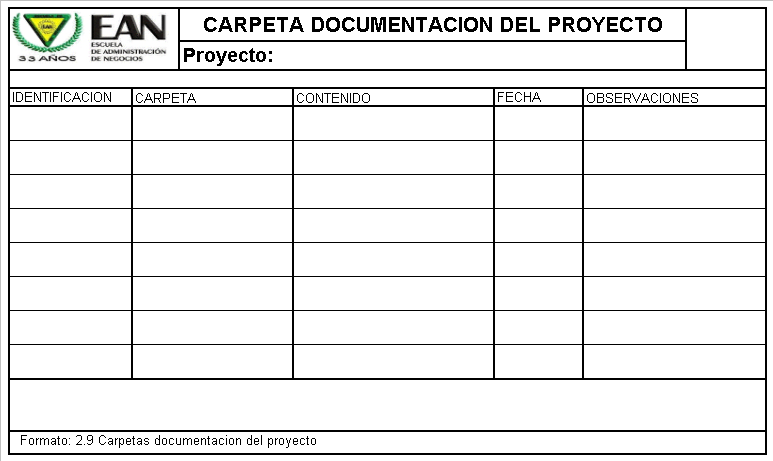 EAN
ESCUELA
DE ADMINISTRACIÓN
DE NEGOCIOS
33 AÑOS
CARPETA DOCUMENTACION DEL PROYECTO
Proyecto:
IDENTIFICACION CARPETA CONTENIDO FECHA OBSERVACIONES
Formato: 2.9 Carpetas documentacion del proyecto